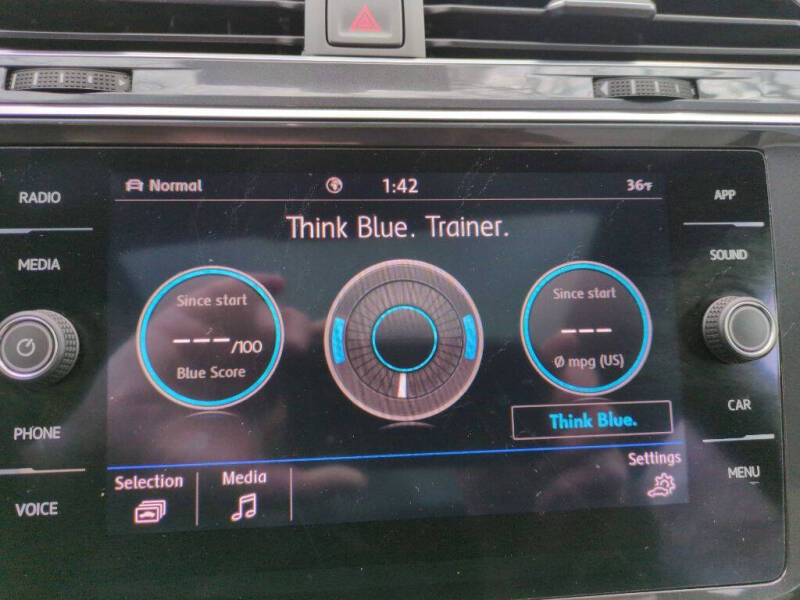 RADIO
MEDIA
PHONE
VOICE
Normal
1:42
36°F
Think Blue. Trainer.
Since start
---/100
Blue Score
Since start
---
Ø mpg (US)
Think Blue.
Selection
Media
Settings
APP
SOUND
CAR
MENU